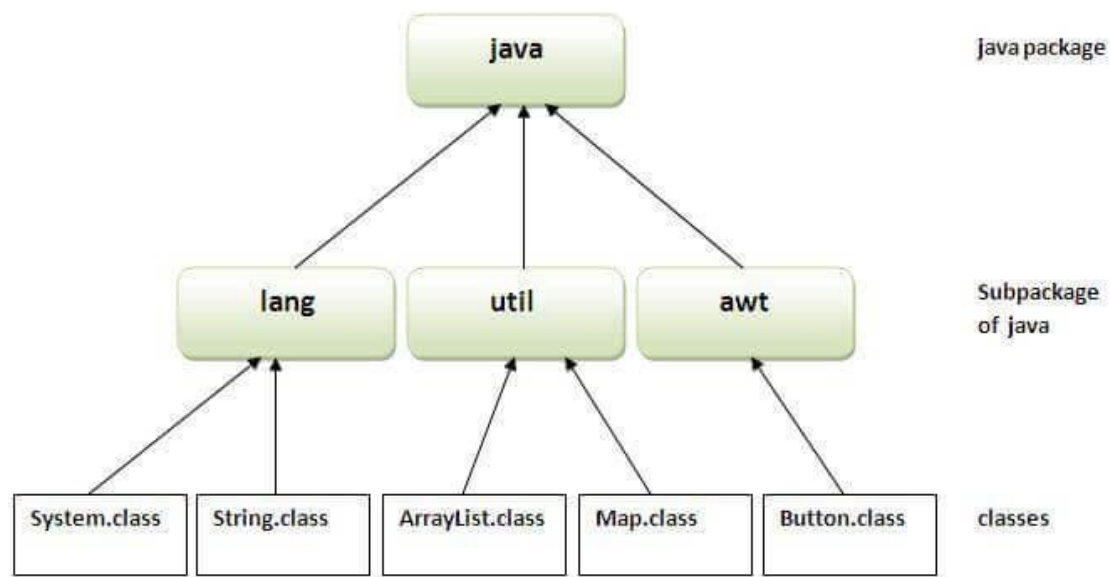 java
java package
lang
util
awt
Subpackage
of java
System.class
String.class
ArrayList.class
Map.class
Button.class
classes